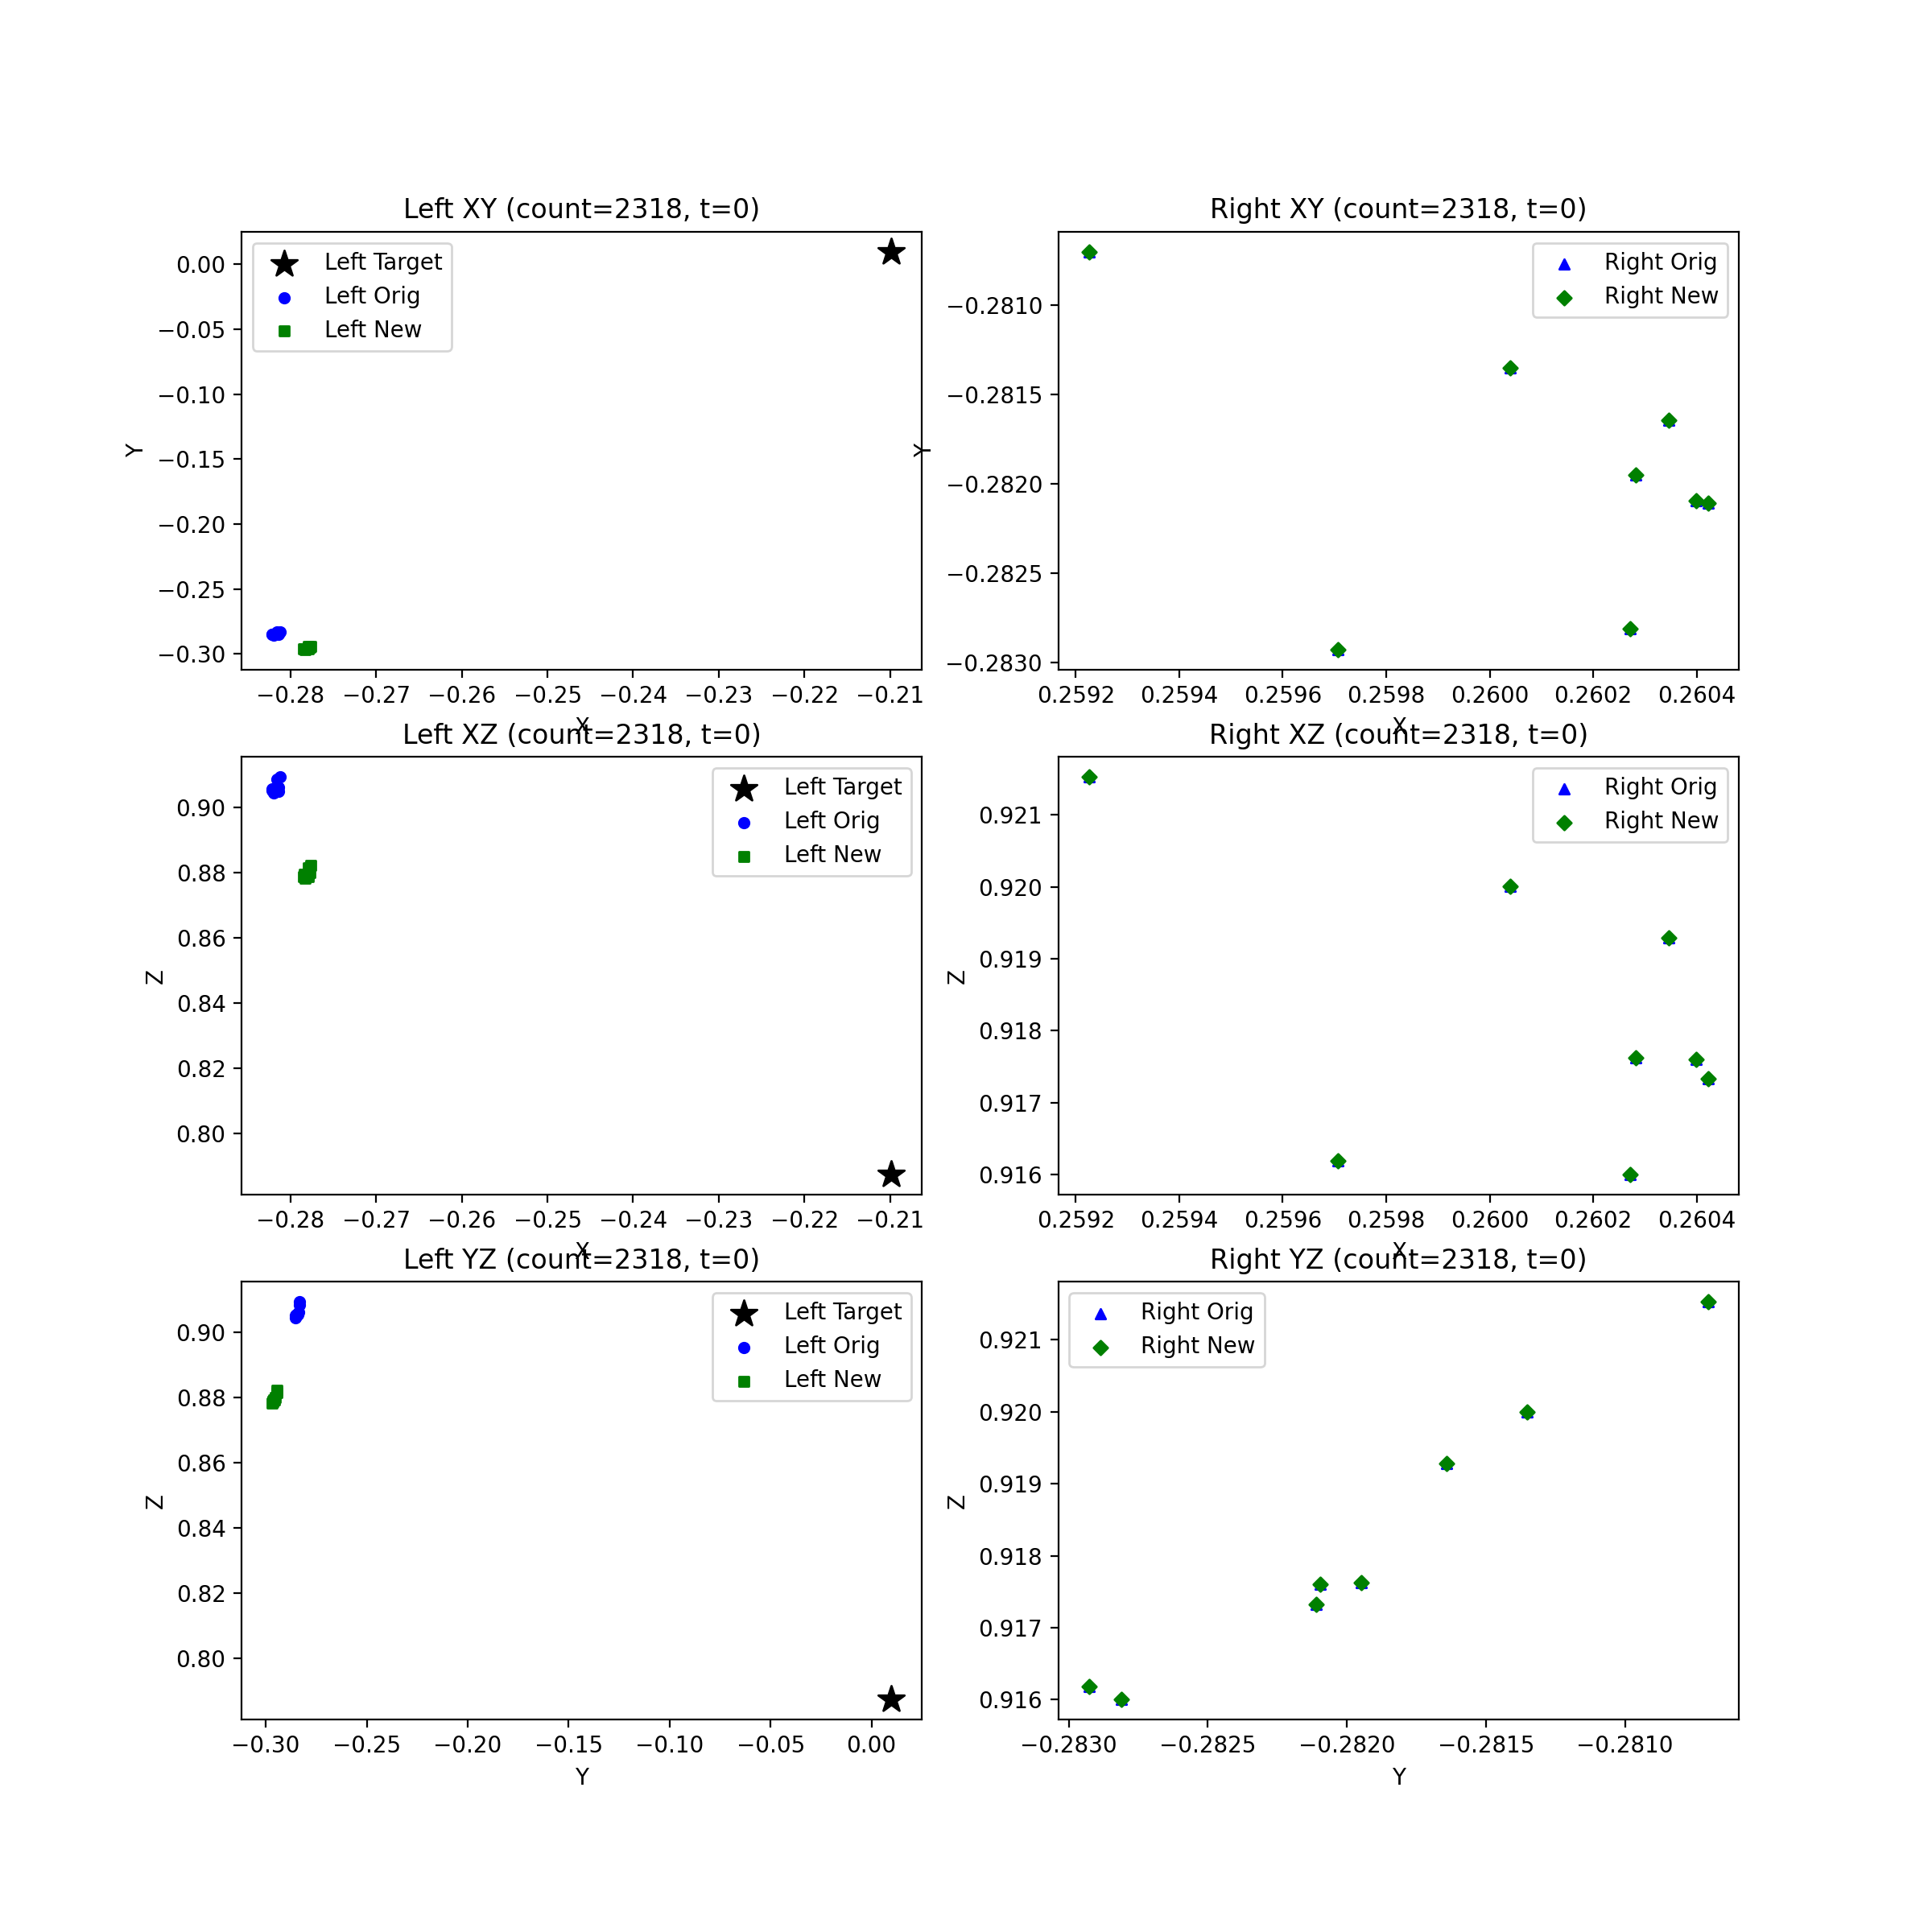 Left XY (count=2318, t=0)
Left Target
Left Orig
Left New
Y
0.00
−0.05
−0.10
−0.15
−0.20
−0.25
−0.30
−0.28 −0.27 −0.26 −0.25 −0.24 −0.23 −0.22 −0.21
X
Right XY (count=2318, t=0)
Right Orig
Right New
Y
−0.2810
−0.2815
−0.2820
−0.2825
−0.2830
0.2592 0.2594 0.2596 0.2598 0.2600 0.2602 0.2604
X
Left XZ (count=2318, t=0)
Left Target
Left Orig
Left New
Z
0.90
0.88
0.86
0.84
0.82
0.80
−0.28 −0.27 −0.26 −0.25 −0.24 −0.23 −0.22 −0.21
X
Right XZ (count=2318, t=0)
Right Orig
Right New
Z
0.921
0.920
0.919
0.918
0.917
0.916
0.2592 0.2594 0.2596 0.2598 0.2600 0.2602 0.2604
X
Left YZ (count=2318, t=0)
Left Target
Left Orig
Left New
Z
0.90
0.88
0.86
0.84
0.82
0.80
−0.30 −0.25 −0.20 −0.15 −0.10 −0.05 0.00
Y
Right YZ (count=2318, t=0)
Right Orig
Right New
Z
0.921
0.920
0.919
0.918
0.917
0.916
−0.2830 −0.2825 −0.2820 −0.2815 −0.2810
Y